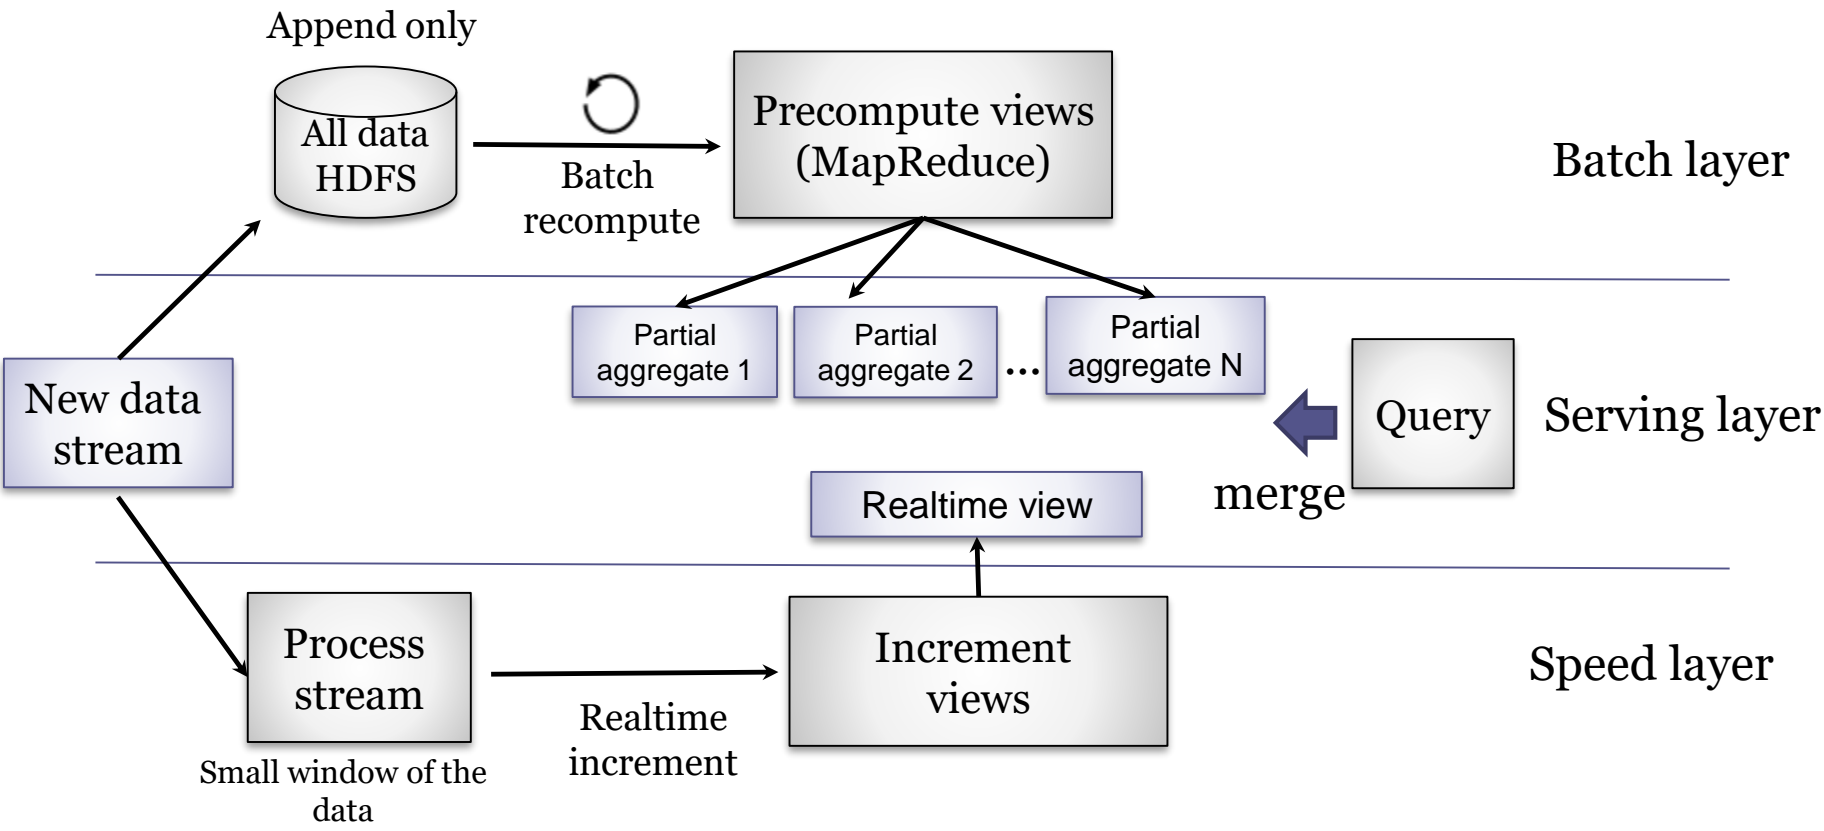 Append only
All data
HDFS
Batch
recompute
Precompute views
(MapReduce)
Batch layer
Partial
aggregate 1
Partial
aggregate 2
...
Partial
aggregate N
New data
stream
Query
Serving layer
merge
Realtime view
Process
stream
Small window of the
data
Realtime
increment
Increment
views
Speed layer